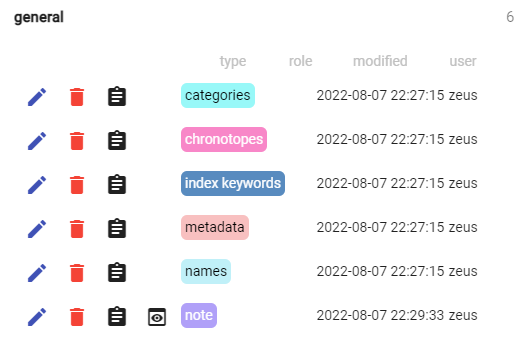 general 6
type role modified user
categories 2022-08-07 22:27:15 zeus
chronotopes 2022-08-07 22:27:15 zeus
index keywords 2022-08-07 22:27:15 zeus
metadata 2022-08-07 22:27:15 zeus
names 2022-08-07 22:27:15 zeus
note 2022-08-07 22:29:33 zeus